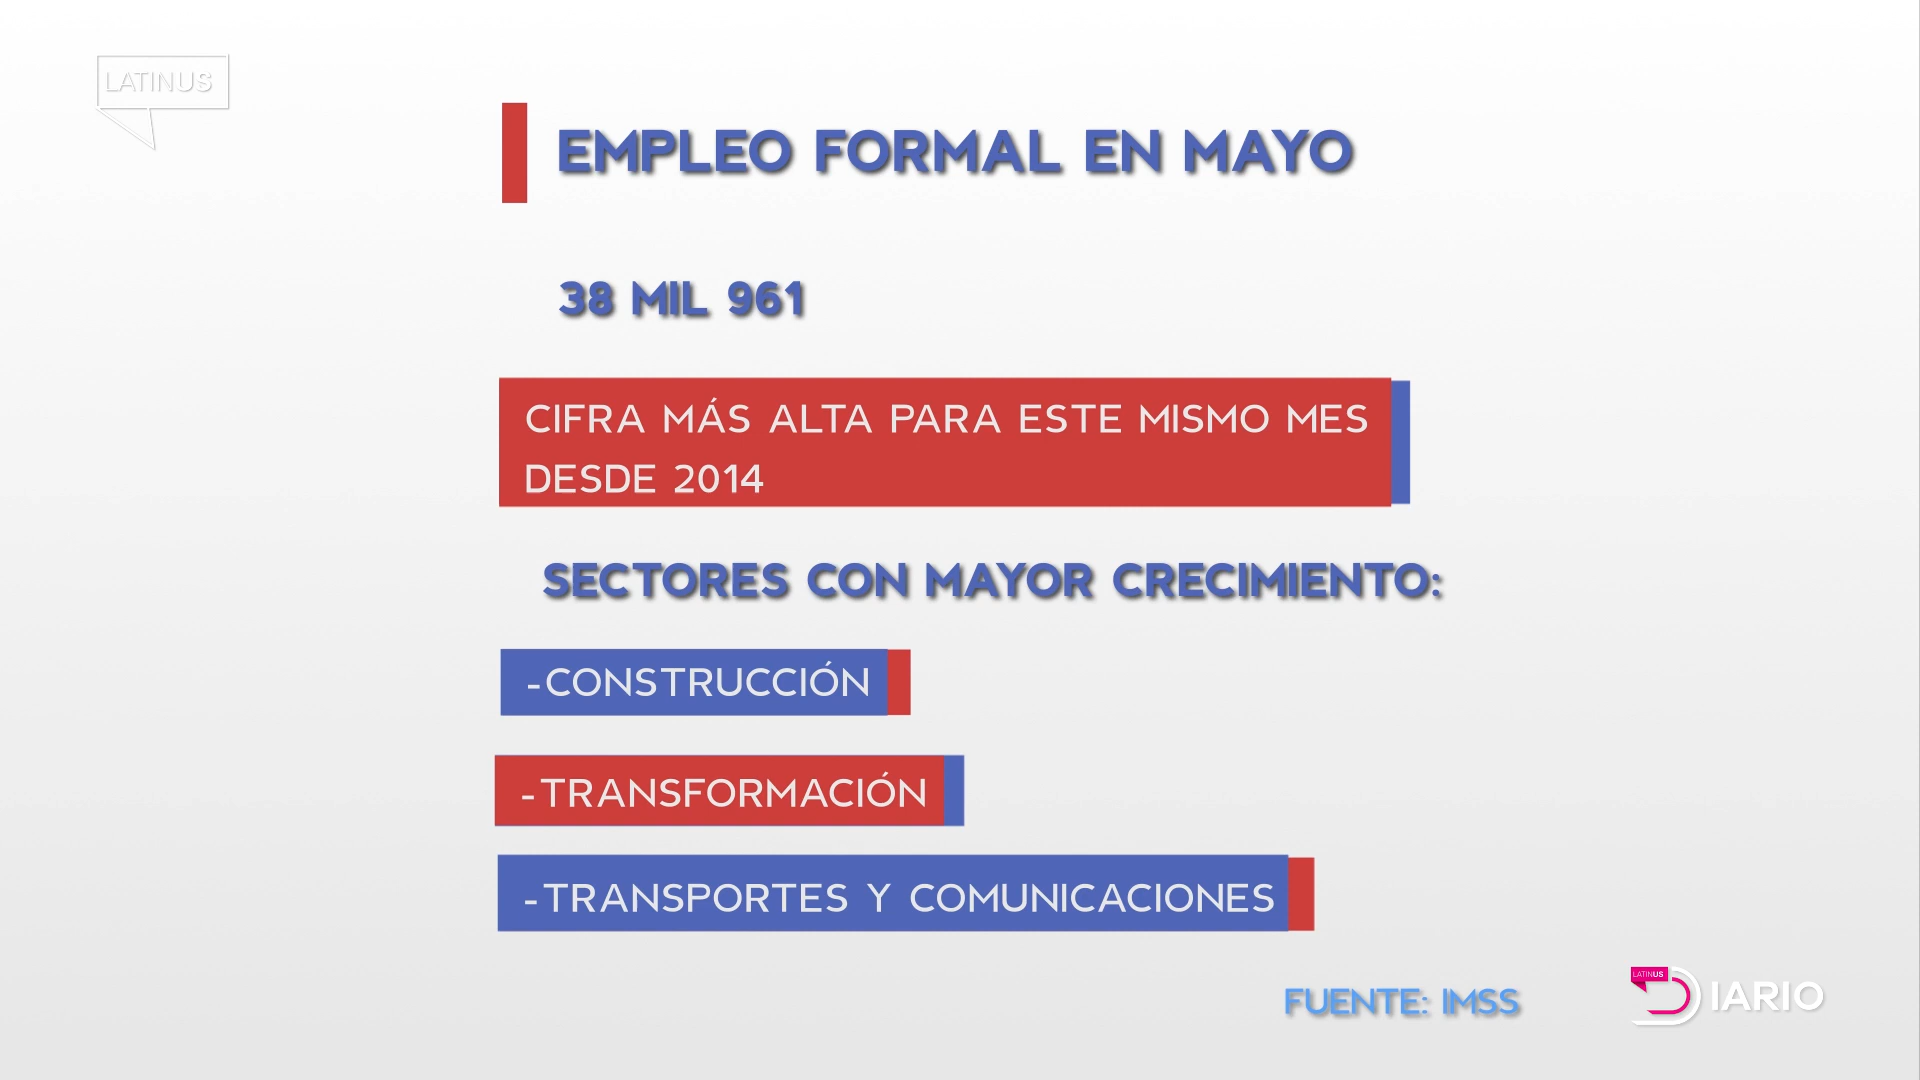 LATINUS
EMPLEO FORMAL EN MAYO
38 MIL 961
CIFRA MÁS ALTA PARA ESTE MISMO MES
DESDE 2014
SECTORES CON MAYOR CRECIMIENTO:
-CONSTRUCCIÓN
-TRANSFORMACIÓN
-TRANSPORTES Y COMUNICACIONES
FUENTE: IMSS
LATINUS
DIARIO